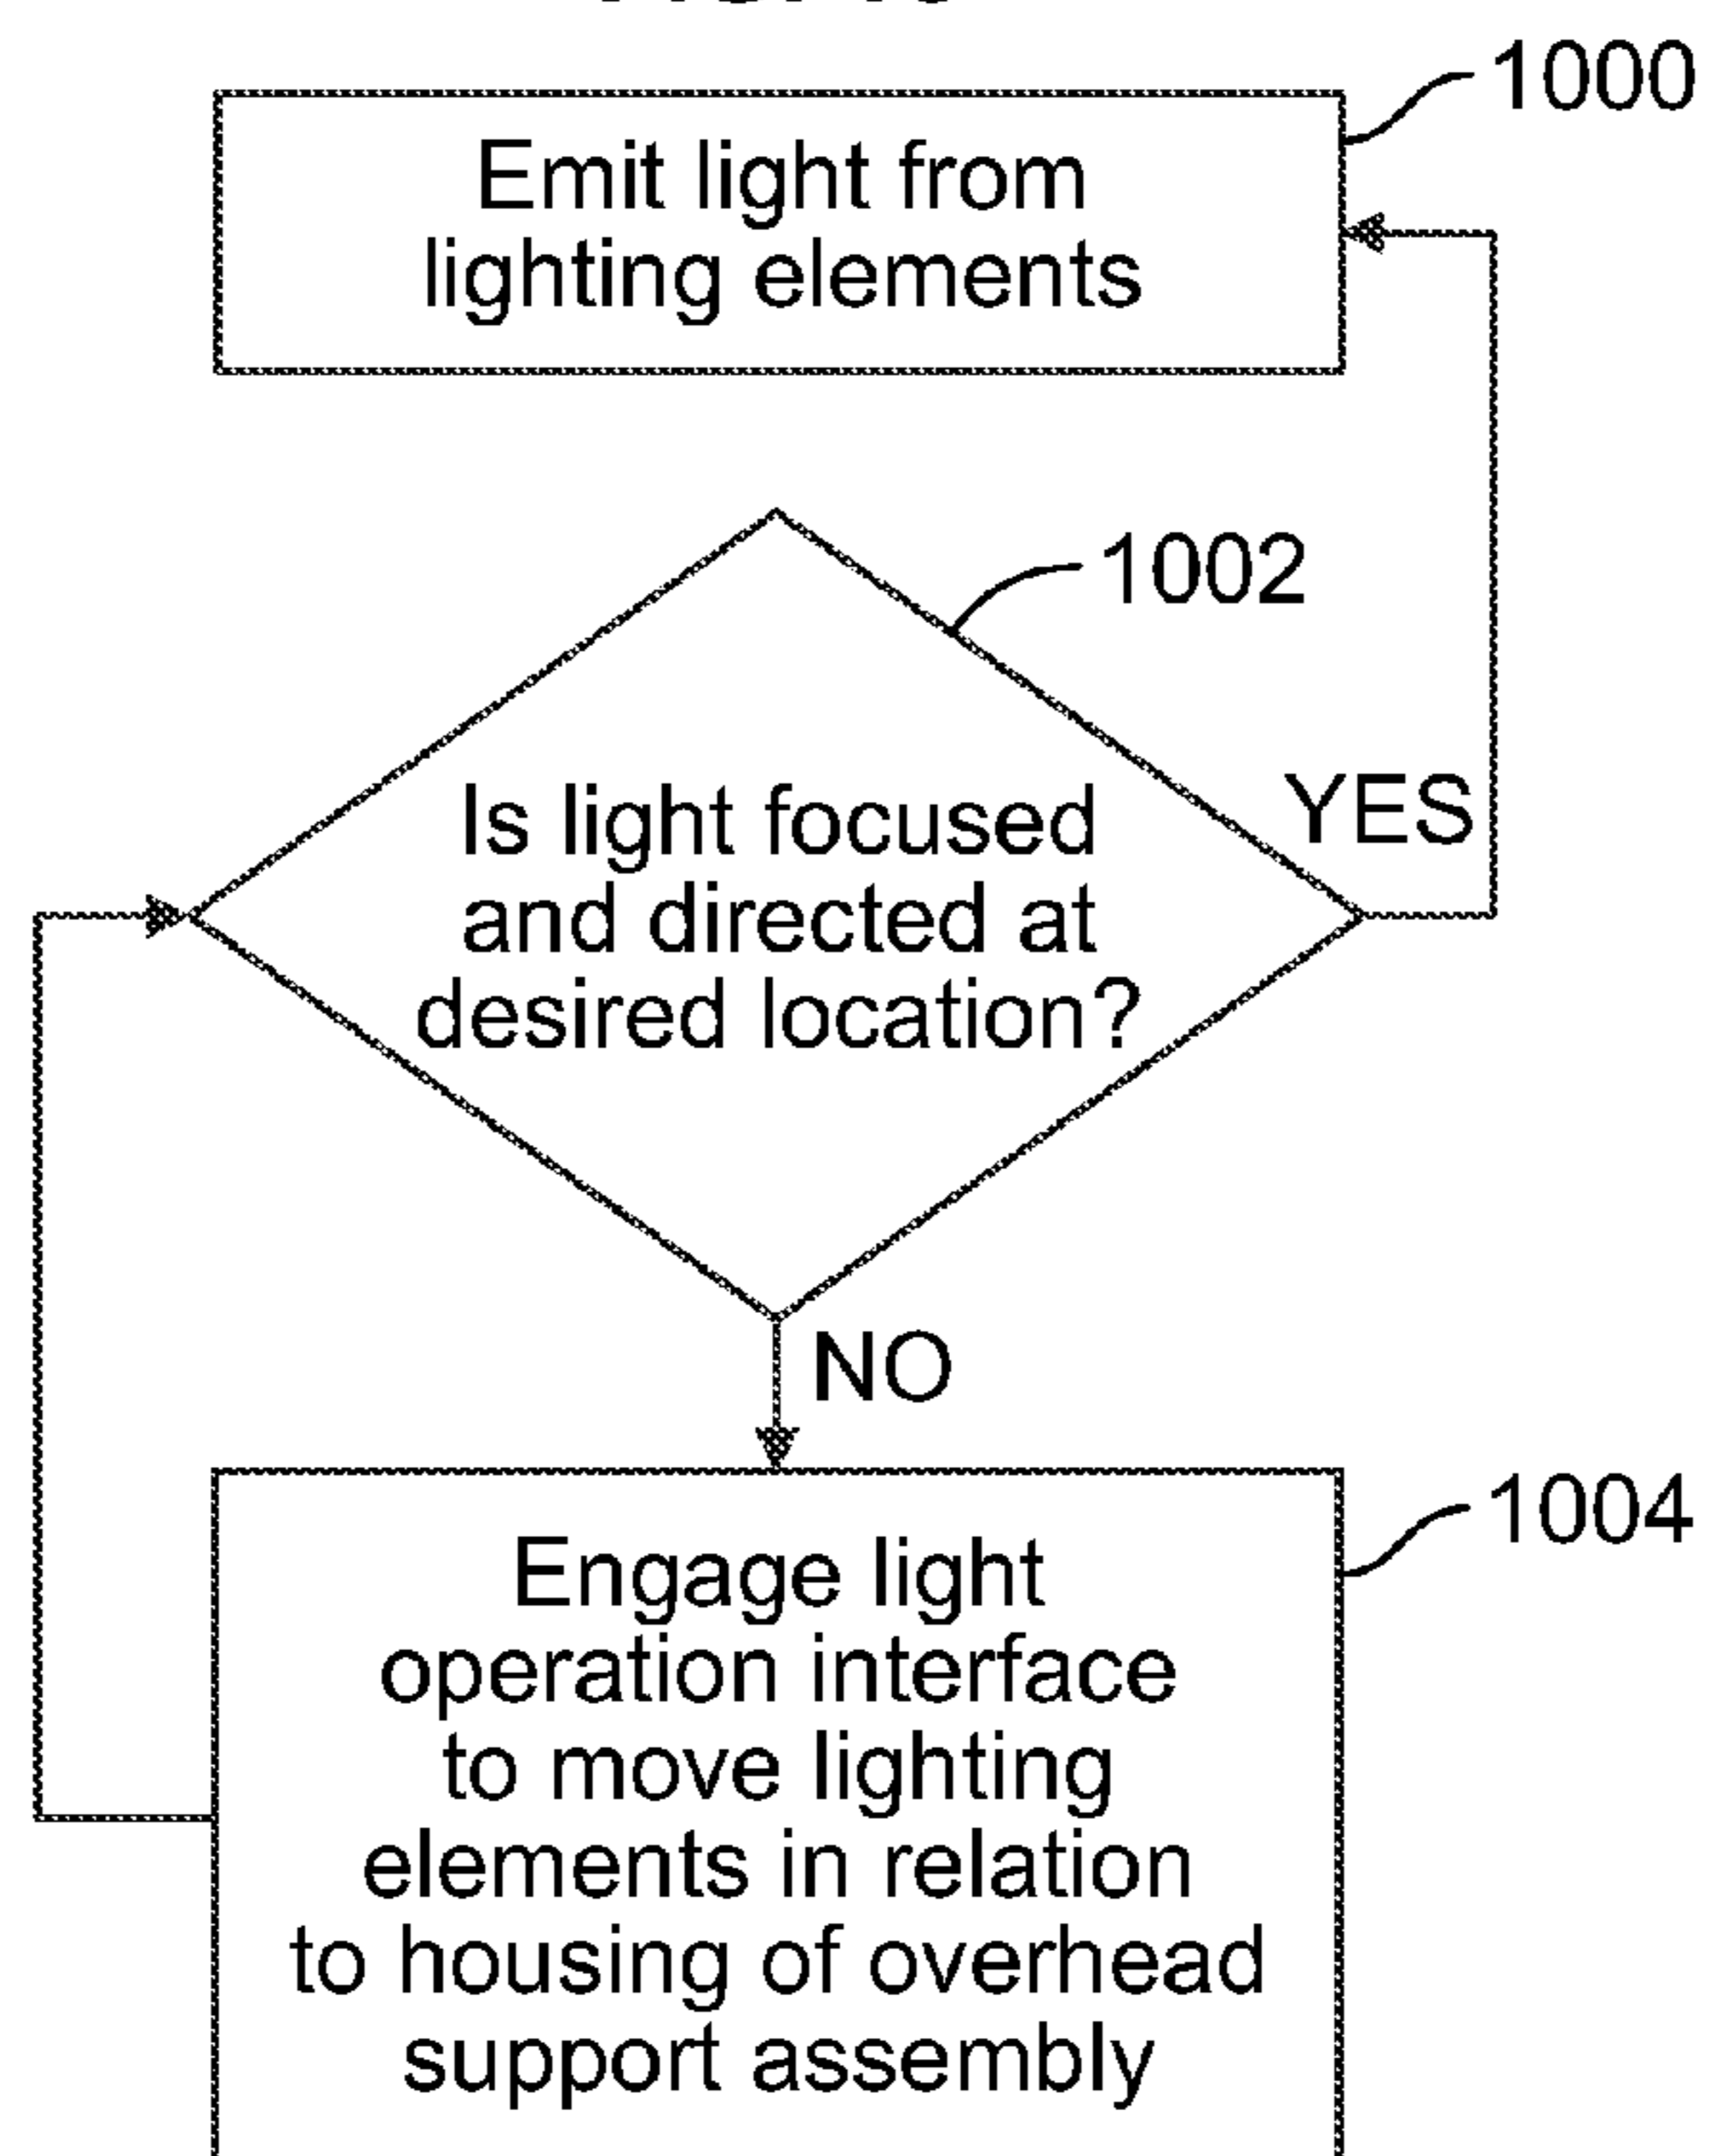 1000
Emit light from
lighting elements
1002
YES
Is light focused
and directed at
desired location?
NO
1004
Engage light
operation interface
to move lighting
elements in relation
to housing of overhead
support assembly